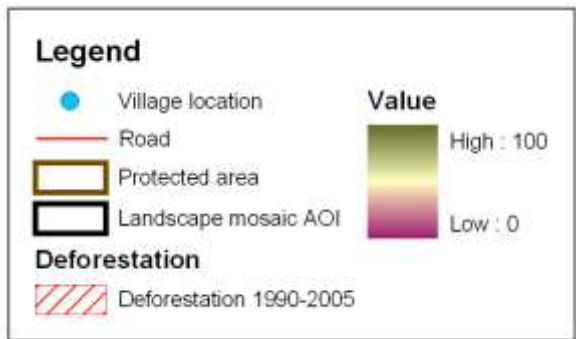 Legend
Village location
Road
Protected area
Landscape mosaic AOI
Deforestation
Deforestation 1990-2005
Value
High : 100
Low : 0